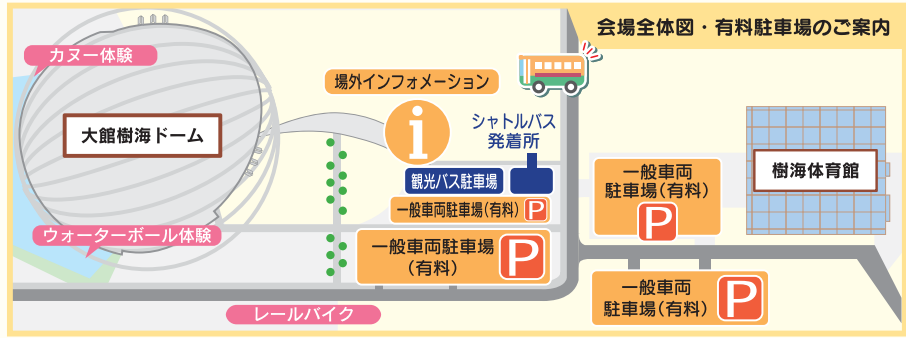 会場全体図・有料駐車場のご案内
カヌー体験
場外インフォメーション
シャトルバス
発着所
i
大館樹海ドーム
観光バス駐車場
一般車両駐車場(有料) P
一般車両
駐車場(有料)
P
樹海体育館
ウォーターボール体験
一般車両駐車場
(有料)
P
一般車両
駐車場(有料)
P
レールバイク